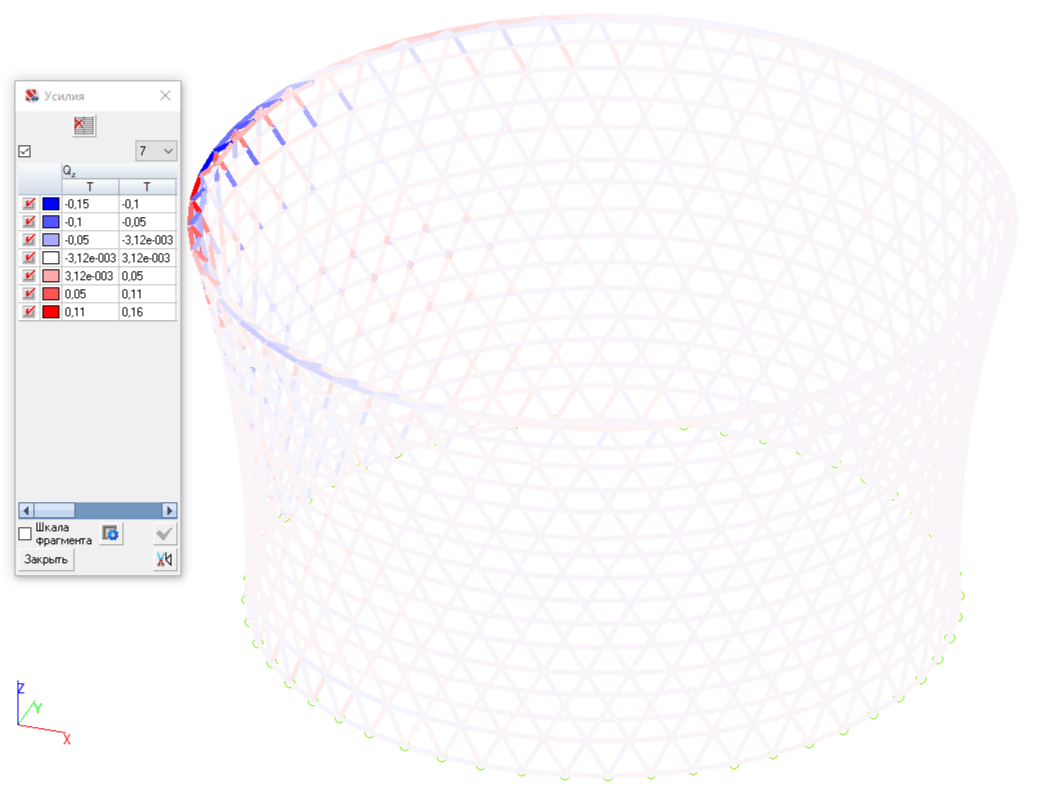 Усилия
7
Qz
T T
-0,15 -0,1
-0,1 -0,05
-0,05 -3,12e-003
-3,12e-003 3,12e-003
3,12e-003 0,05
0,05 0,11
0,11 0,16
Шкала
фрагмента
Закрыть
Z
Y
X